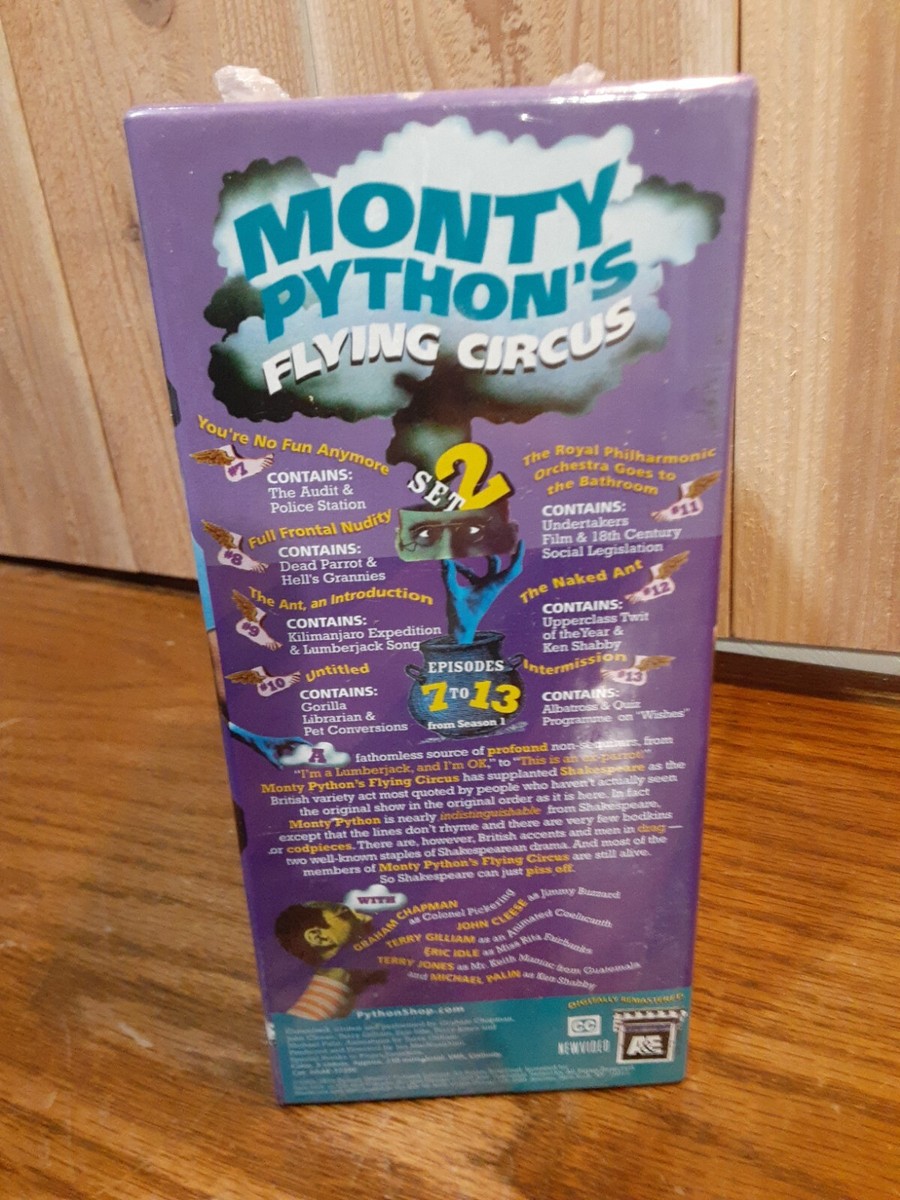 MONTY
PYTHON'S
FLYING CIRCUS
SET 2
You're No Fun Anymore
#7
CONTAINS:
The Audit &
Police Station
Full Frontal Nudity
#8
CONTAINS:
Dead Parrot &
Hell's Grannies
The Ant, an Introduction
#9
CONTAINS:
Kilimanjaro Expedition
& Lumberjack Song
Untitled
#10
CONTAINS:
Gorilla
Librarian &
Pet Conversions
The Royal Philharmonic
Orchestra Goes to
the Bathroom
#11
CONTAINS:
Undertakers
Film & 18th Century
Social Legislation
The Naked Ant
#12
CONTAINS:
Upperclass Twit
of the Year &
Ken Shabby
Intermission
#13
CONTAINS:
Albatross & Quiz
Programme on "Wishes"
EPISODES
7 TO 13
from Season 1
A fathomless source of profound non-sequiturs, from
"I'm a Lumberjack, and I'm OK," to "This is an ex-parrot!"
Monty Python's Flying Circus has supplanted Shakespeare as the
British variety act most quoted by people who haven't actually seen
the original show in the original order as it is here. In fact
Monty Python is nearly indistinguishable from Shakespeare,
except that the lines don't rhyme and there are very few bodkins
or codpieces. There are, however, British accents and men in drag —
two well-known staples of Shakespearean drama. And most of the
members of Monty Python's Flying Circus are still alive.
So Shakespeare can just piss off.
WITH
GRAHAM CHAPMAN
as Colonel Pickering
JOHN CLEESE as Jimmy Buzzard
TERRY GILLIAM as an Animated Coelacanth
ERIC IDLE as Miss Rita Fairbanks
TERRY JONES as Mr. Keith Maniac from Guatemala
and MICHAEL PALIN as Ken Shabby
PythonShop.com
DIGITALLY REMASTERED
CC
NEWVIDEO
A&E